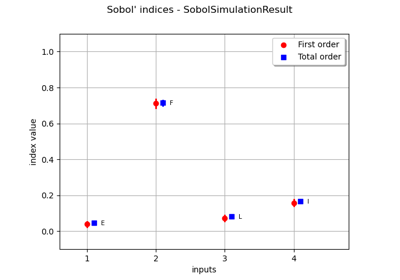 Sobol' indices - SobolSimulationResult
First order
Total order
1.0
0.8
0.6
0.4
0.2
0.0
index value
E
F
L
I
1 2 3 4
inputs